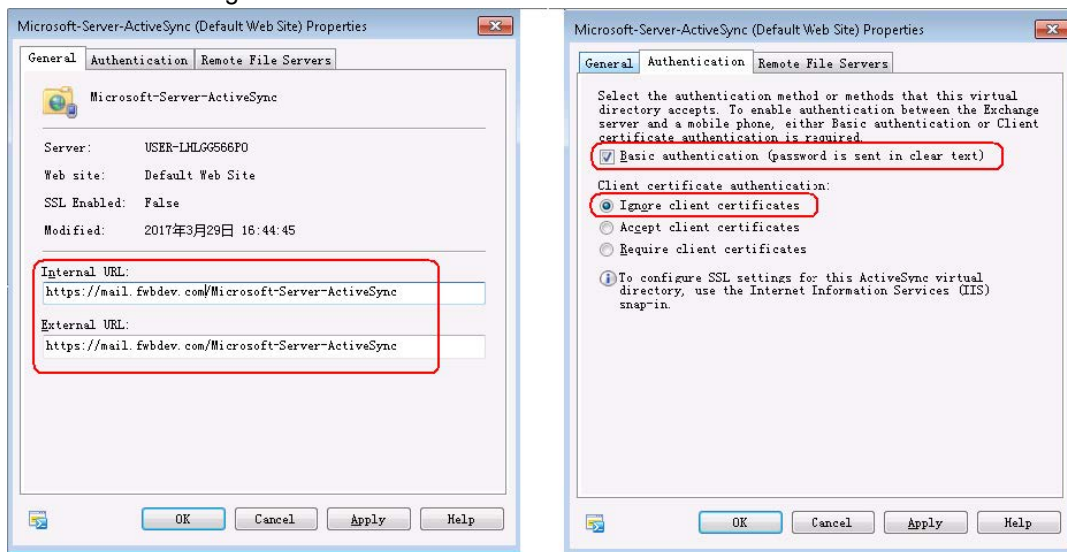 Microsoft-Server-ActiveSync (Default Web Site) Properties
General Authentication Remote File Servers
Microsoft-Server-ActiveSync
Server: USER-LHLGG566P0
Web site: Default Web Site
SSL Enabled: False
Modified: 2017年3月29日 16:44:45
Internal URL:
https://mail.fwbdev.com/Microsoft-Server-ActiveSync
External URL:
https://mail.fwbdev.com/Microsoft-Server-ActiveSync
OK Cancel Apply Help
Microsoft-Server-ActiveSync (Default Web Site) Properties
General Authentication Remote File Servers
Select the authentication method or methods that this virtual
directory accepts. To enable authentication between the Exchange
server and a mobile phone, either Basic authentication or Client
certificate authentication is required.
Basic authentication (password is sent in clear text)
Client certificate authentication:
Ignore client certificates
Accept client certificates
Require client certificates
To configure SSL settings for this ActiveSync virtual
directory, use the Internet Information Services (IIS)
snap-in.
OK Cancel Apply Help